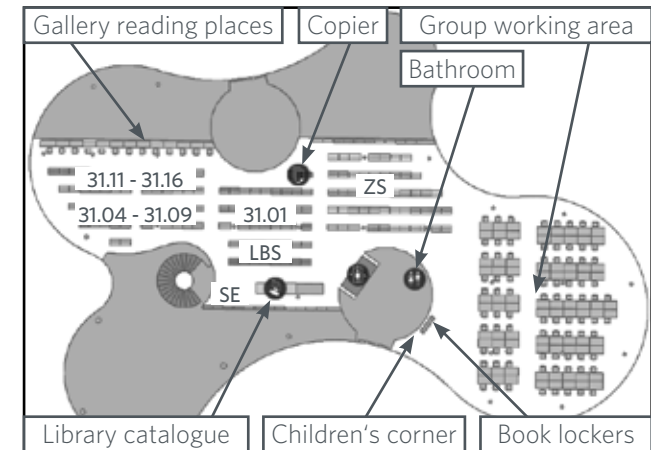 Gallery reading places
Copier
Group working area
Bathroom
31.11 - 31.16
ZS
31.04 - 31.09
31.01
LBS
SE
Library catalogue
Children‘s corner
Book lockers